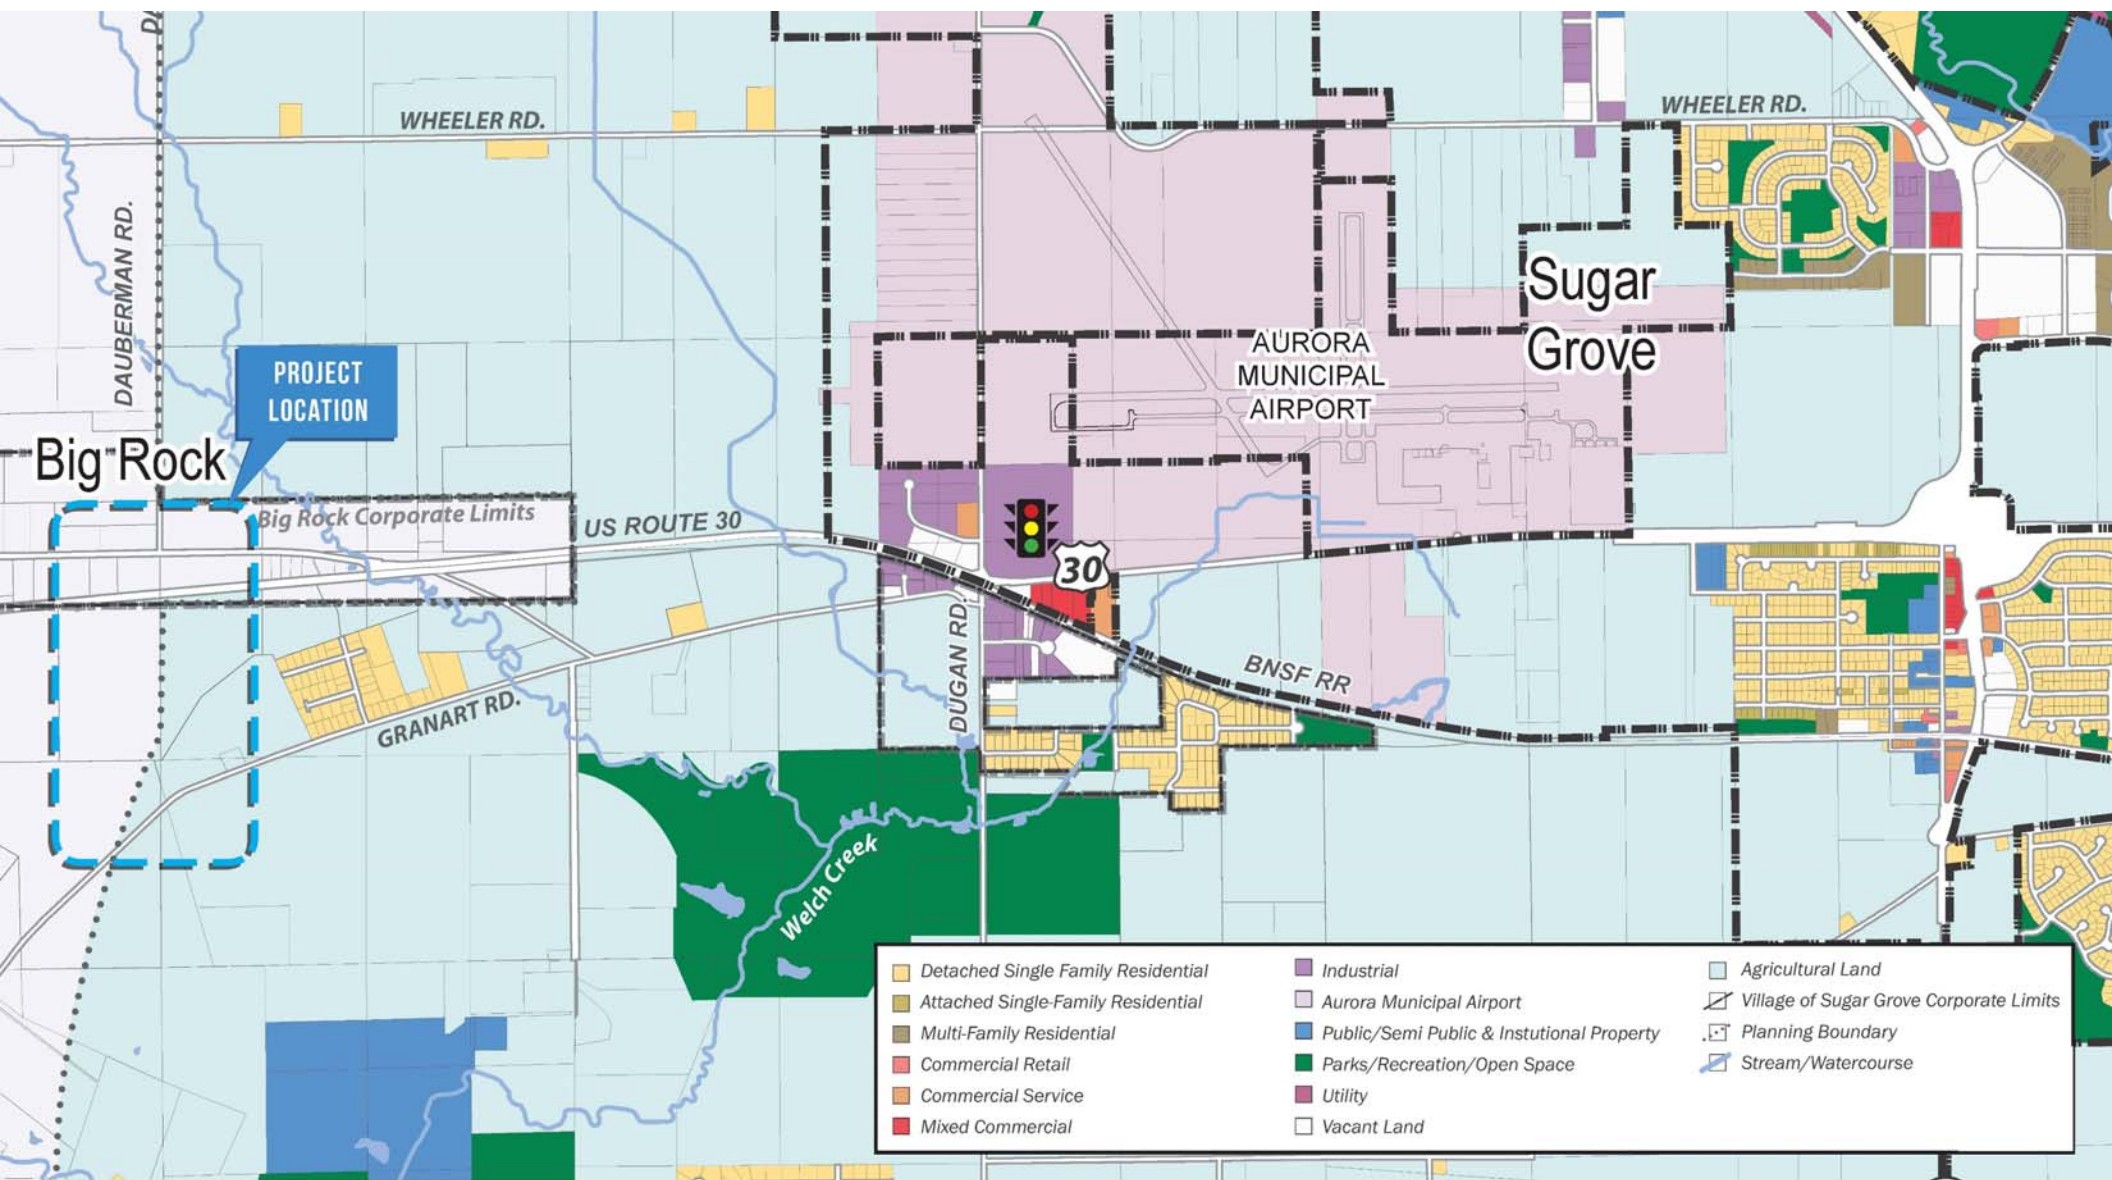 WHEELER RD.
WHEELER RD.
DAUBERMAN RD.
PROJECT
LOCATION
Sugar
Grove
AURORA
MUNICIPAL
AIRPORT
Big Rock
Big Rock Corporate Limits
US ROUTE 30
30
DUGAN RD.
BNSF RR
GRANART RD.
Welch Creek
Detached Single Family Residential
Attached Single-Family Residential
Multi-Family Residential
Commercial Retail
Commercial Service
Mixed Commercial
Industrial
Aurora Municipal Airport
Public/Semi Public & Instutional Property
Parks/Recreation/Open Space
Utility
Vacant Land
Agricultural Land
Village of Sugar Grove Corporate Limits
Planning Boundary
Stream/Watercourse